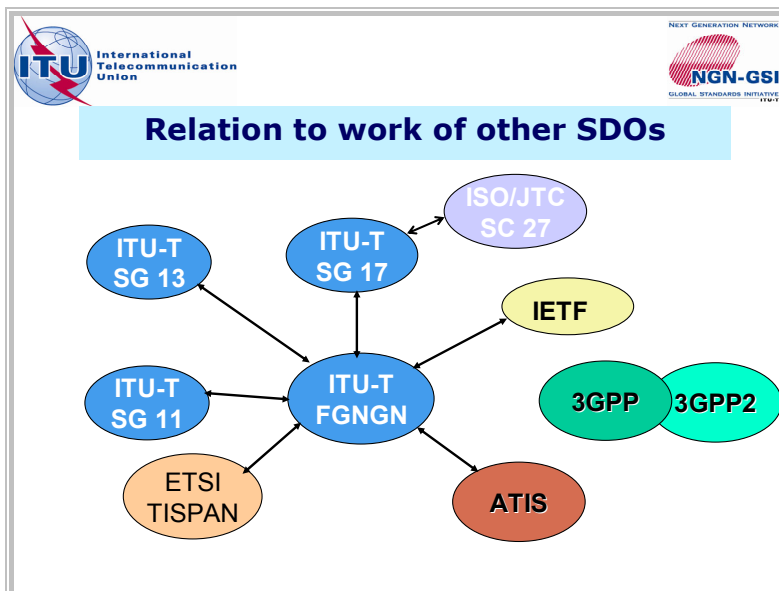 ITU
International
Telecommunication
Union
NEXT GENERATION NETWORK
NGN-GSI
GLOBAL STANDARDS INITIATIVE
ITU-T
Relation to work of other SDOs
ISO/JTC
SC 27
ITU-T
SG 17
ITU-T
SG 13
IETF
ITU-T
FGNGN
ITU-T
SG 11
3GPP
3GPP2
ETSI
TISPAN
ATIS